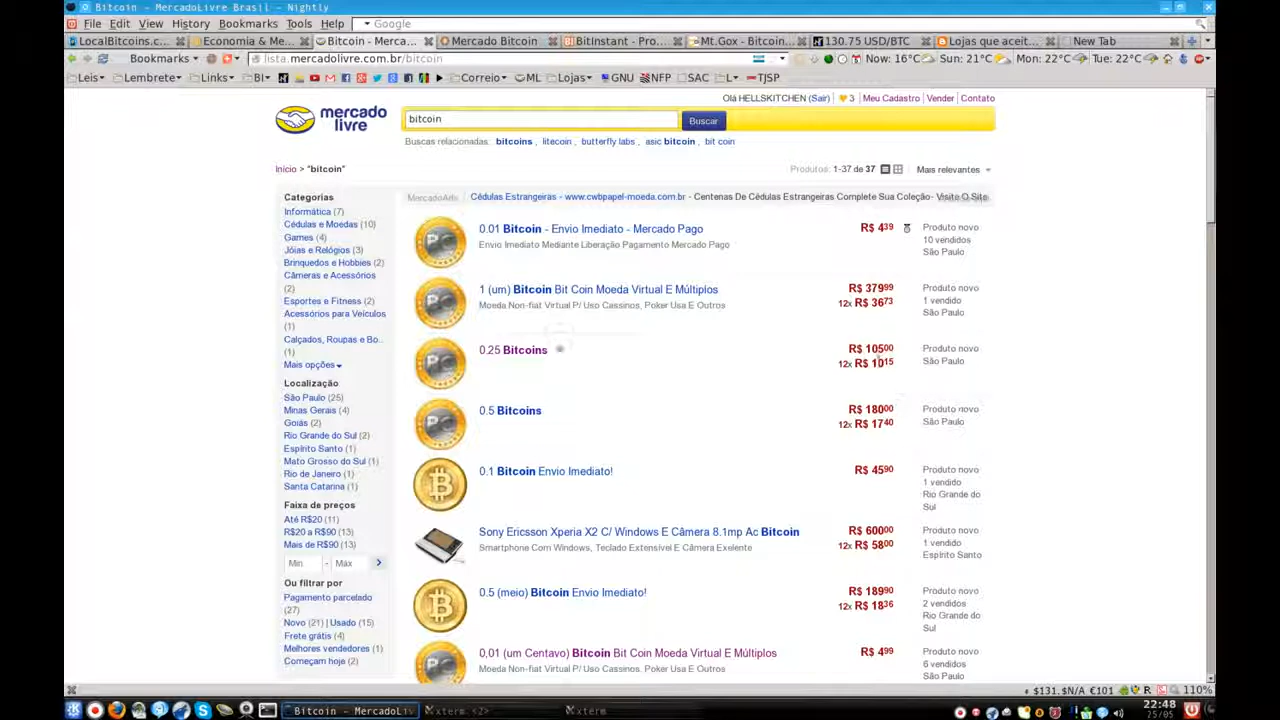 Bitcoin - MercadoLivre Brasil - Nightly
File Edit View History Bookmarks Tools Help Google
LocalBitcoins.c... Economia & Me... Bitcoin - Merca... Mercado Bitcoin BitInstant - Pro... Mt.Gox - Bitcoin... 130.75 USD/BTC Lojas que aceit... New Tab
Bookmarks lista.mercadolivre.com.br/bitcoin Now: 16°C Sun: 21°C Mon: 22°C Tue: 22°C
Leis Lembrete Links BI Correio ML Lojas GNU NFP SAC L TJSP
Olá HELLSKITCHEN (Sair) 3 Meu Cadastro Vender Contato
mercado livre
bitcoin Buscar
Buscas relacionadas: bitcoins , litecoin , butterfly labs , asic bitcoin , bit coin
Início > "bitcoin" Produtos: 1-37 de 37 Mais relevantes
Categorias
Informática (7)
Cédulas e Moedas (10)
Games (4)
Jóias e Relógios (3)
Brinquedos e Hobbies (2)
Câmeras e Acessórios
(2)
Esportes e Fitness (2)
Acessórios para Veículos
(1)
Calçados, Roupas e Bo..
(1)
Mais opções
Localização
São Paulo (25)
Minas Gerais (4)
Goiás (2)
Rio Grande do Sul (2)
Espírito Santo (1)
Mato Grosso do Sul (1)
Rio de Janeiro (1)
Santa Catarina (1)
Faixa de preços
Até R$20 (11)
R$20 a R$90 (13)
Mais de R$90 (13)
Min - Máx
Ou filtrar por
Pagamento parcelado
(27)
Novo (21) | Usado (15)
Frete grátis (4)
Melhores vendedores (1)
Começam hoje (2)
MercadoAds Cédulas Estrangeiras - www.cwbpapel-moeda.com.br - Centenas De Cédulas Estrangeiras Complete Sua Coleção- Visite O Site
0.01 Bitcoin - Envio Imediato - Mercado Pago R$ 4 39 Produto novo
Envio Imediato Mediante Liberação Pagamento Mercado Pago 10 vendidos
São Paulo
1 (um) Bitcoin Bit Coin Moeda Virtual E Múltiplos R$ 379 99 Produto novo
Moeda Non-fiat Virtual P/ Uso Cassinos, Poker Usa E Outros 12x R$ 36 73 1 vendido
São Paulo
0.25 Bitcoins R$ 105 00 Produto novo
12x R$ 10 15 São Paulo
0.5 Bitcoins R$ 180 00 Produto novo
12x R$ 17 40 São Paulo
0.1 Bitcoin Envio Imediato! R$ 45 90 Produto novo
1 vendido
Rio Grande do
Sul
Sony Ericsson Xperia X2 C/ Windows E Câmera 8.1mp Ac Bitcoin R$ 600 00 Produto novo
Smartphone Com Windows, Teclado Extensível E Câmera Exelente 12x R$ 58 00 1 vendido
Espírito Santo
0.5 (meio) Bitcoin Envio Imediato! R$ 189 90 Produto novo
12x R$ 18 36 2 vendidos
Rio Grande do
Sul
0,01 (um Centavo) Bitcoin Bit Coin Moeda Virtual E Múltiplos R$ 4 99 Produto novo
Moeda Non-fiat Virtual P/ Uso Cassinos, Poker Usa E Outros 6 vendidos
São Paulo
$131.$N/A €101 R 110%
Bitcoin - MercadoLiv xterm <2> xterm 22:48
25/05